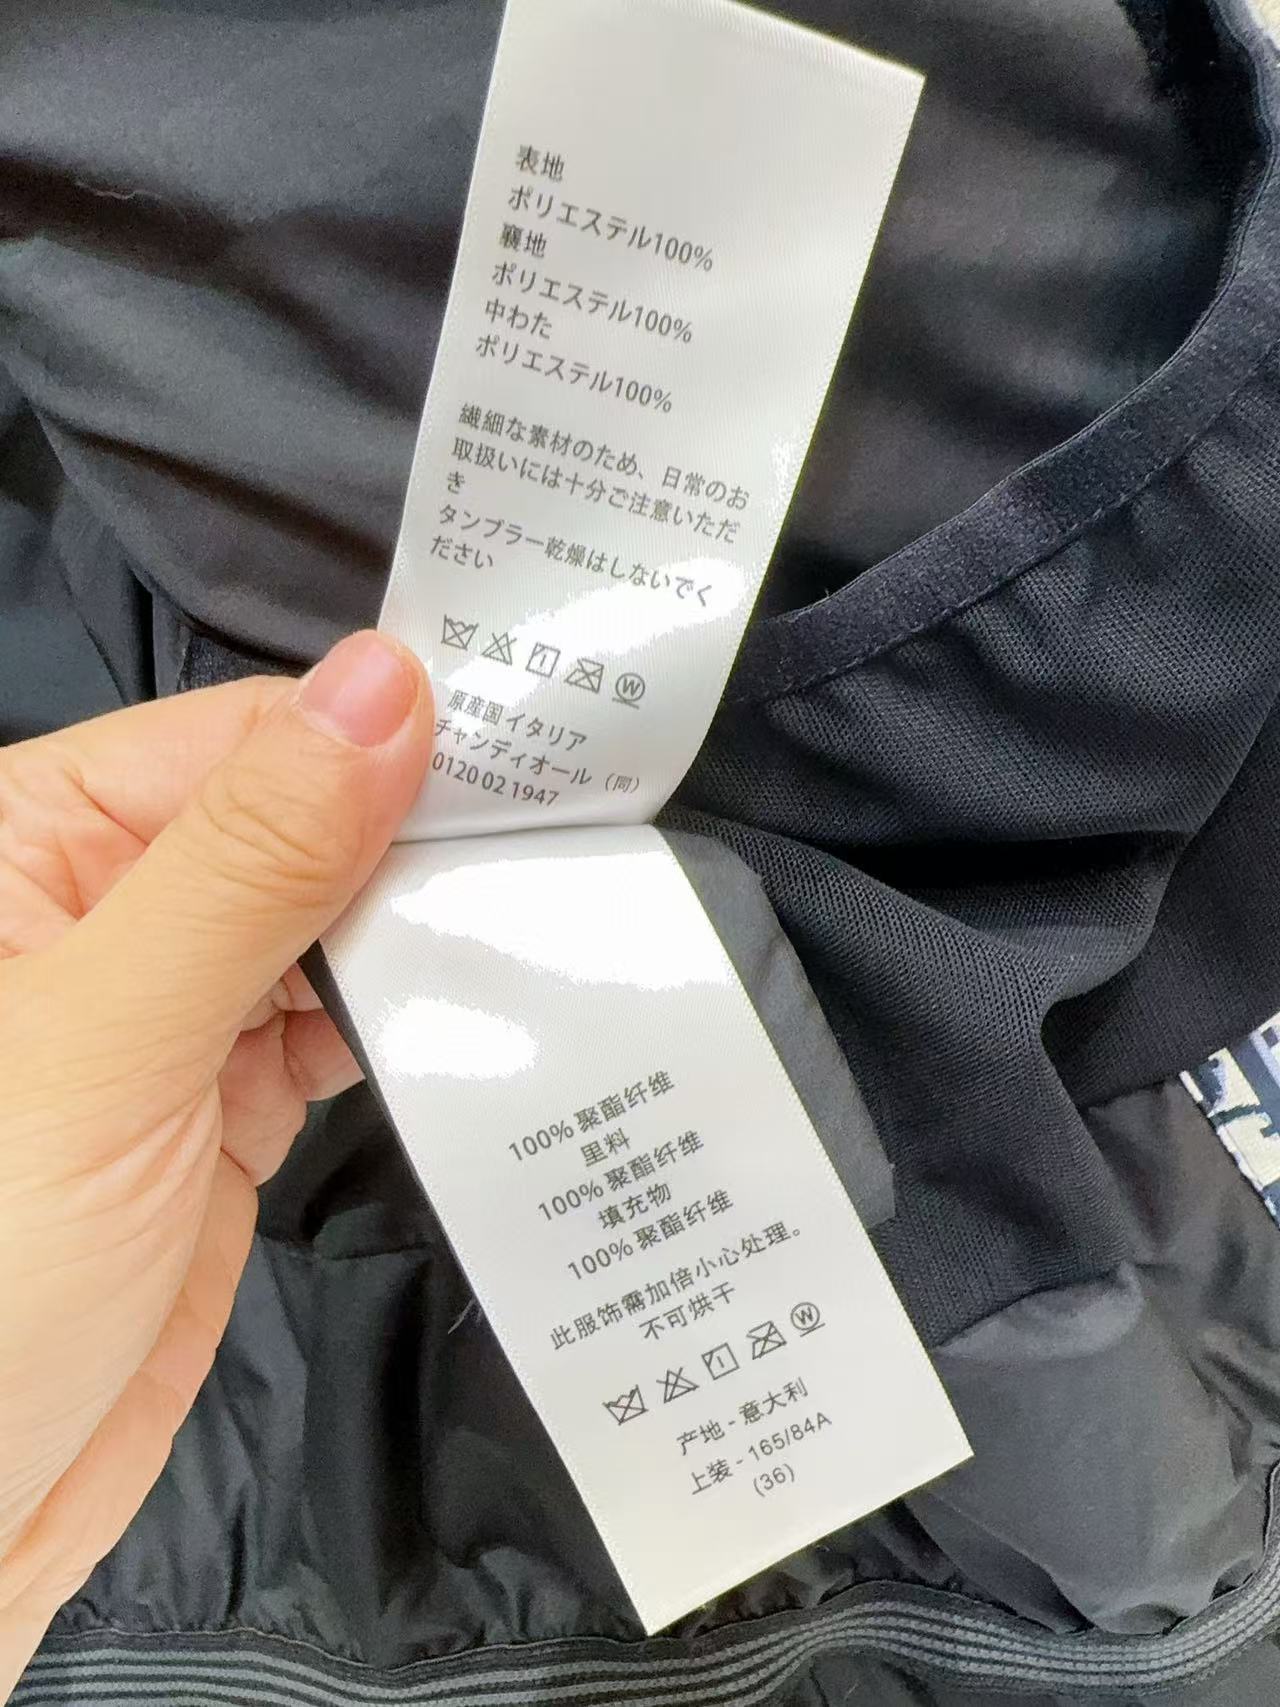 表地
ポリエステル100%
裏地
ポリエステル100%
中わた
ポリエステル100%
繊細な素材のため、日常のお
取扱いには十分ご注意いただ
き
タンブラー乾燥はしないでく
ださい
W
原産国イタリア
チャンディオール（同）
0120 02 1947
100% 聚酯纤维
里料
100% 聚酯纤维
填充物
100% 聚酯纤维
此服饰需加倍小心处理。
不可烘干
W
产地 - 意大利
上装 - 165/84A
(36)